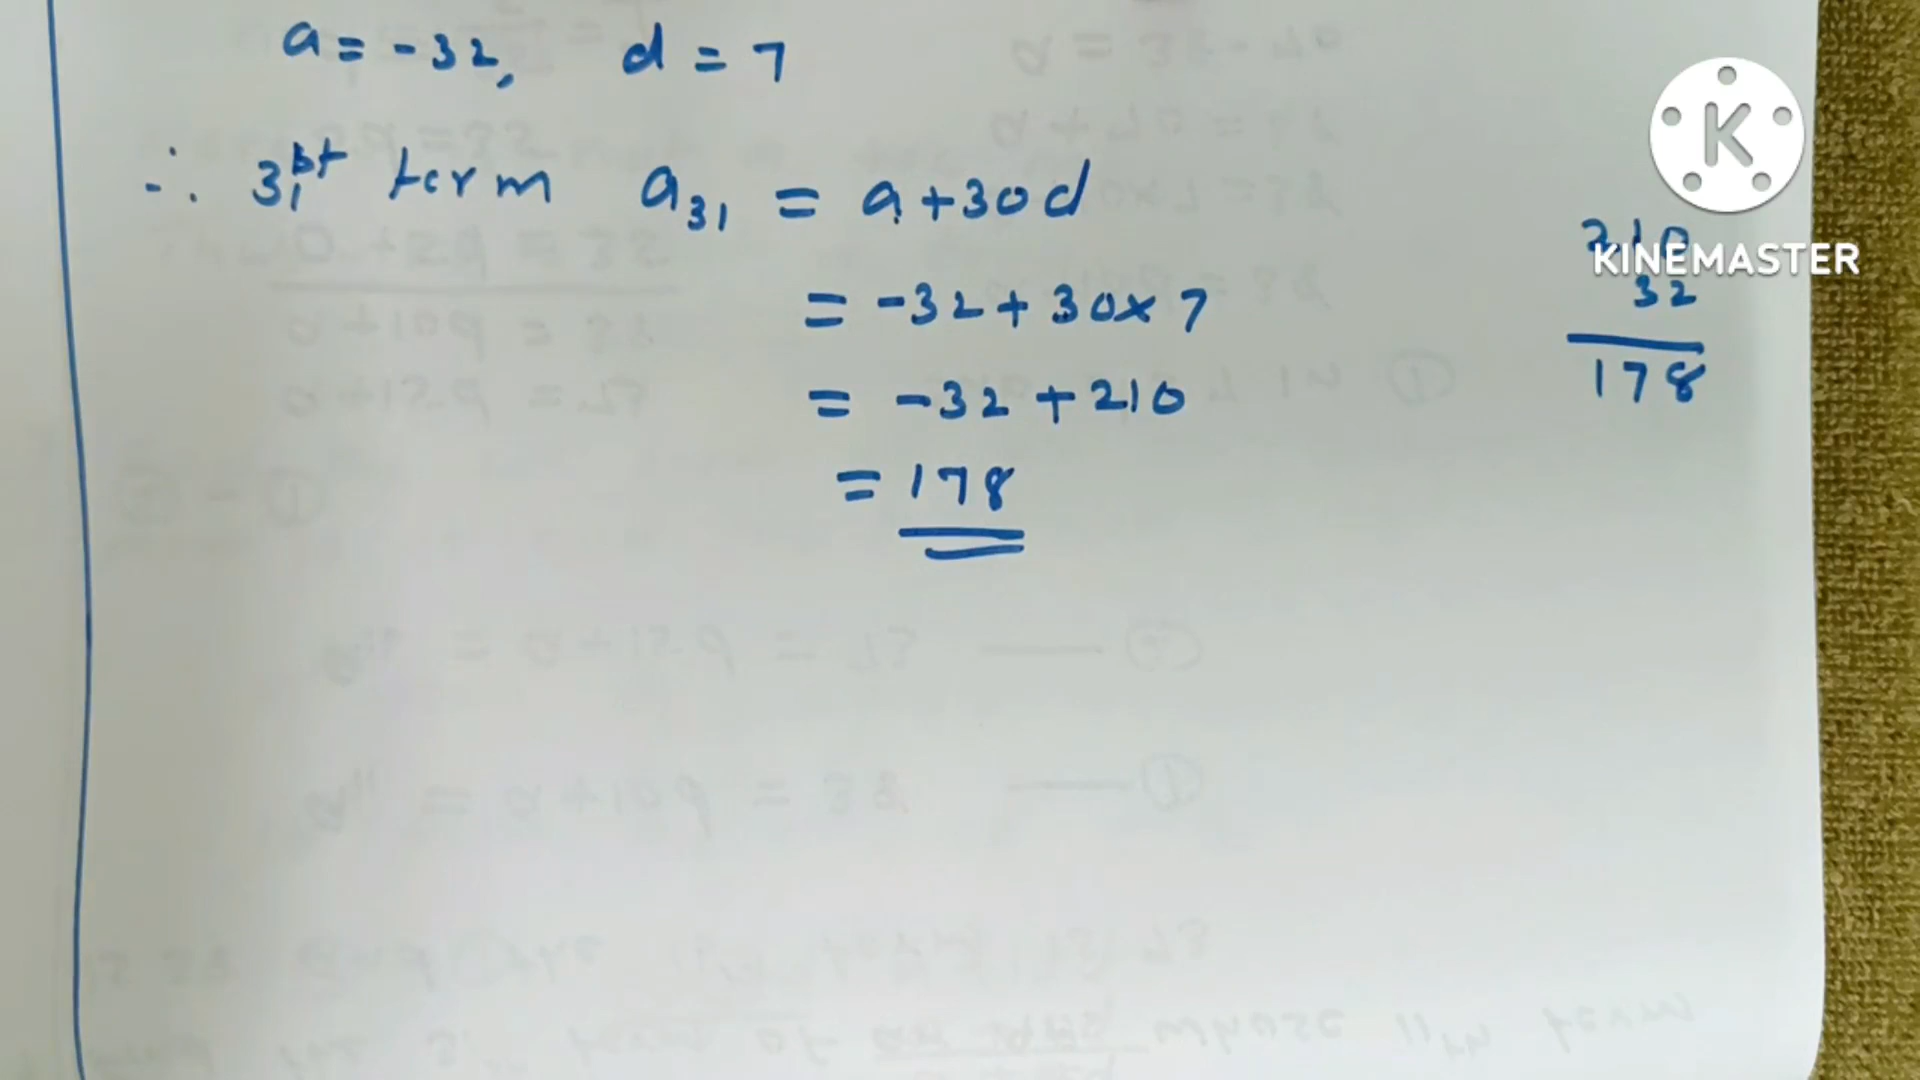 a = -32, d = 7
∴ 31st term a₃₁ = a + 30d
= -32 + 30 × 7
= -32 + 210
= 178
210
32
178
K
KINEMASTER